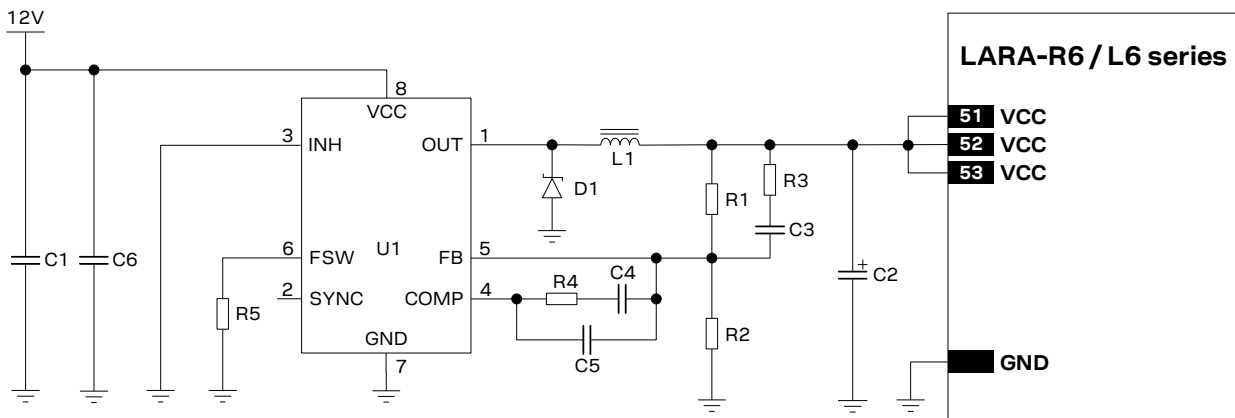 12V
LARA-R6 / L6 series
8
VCC
51 VCC
3 INH
OUT 1
52 VCC
L1
53 VCC
R3
D1
R1
C3
U1
C1
C6
6 FSW
FB 5
C4
C2
+
2 SYNC
COMP 4
R4
R5
R2
GND
C5
7
GND